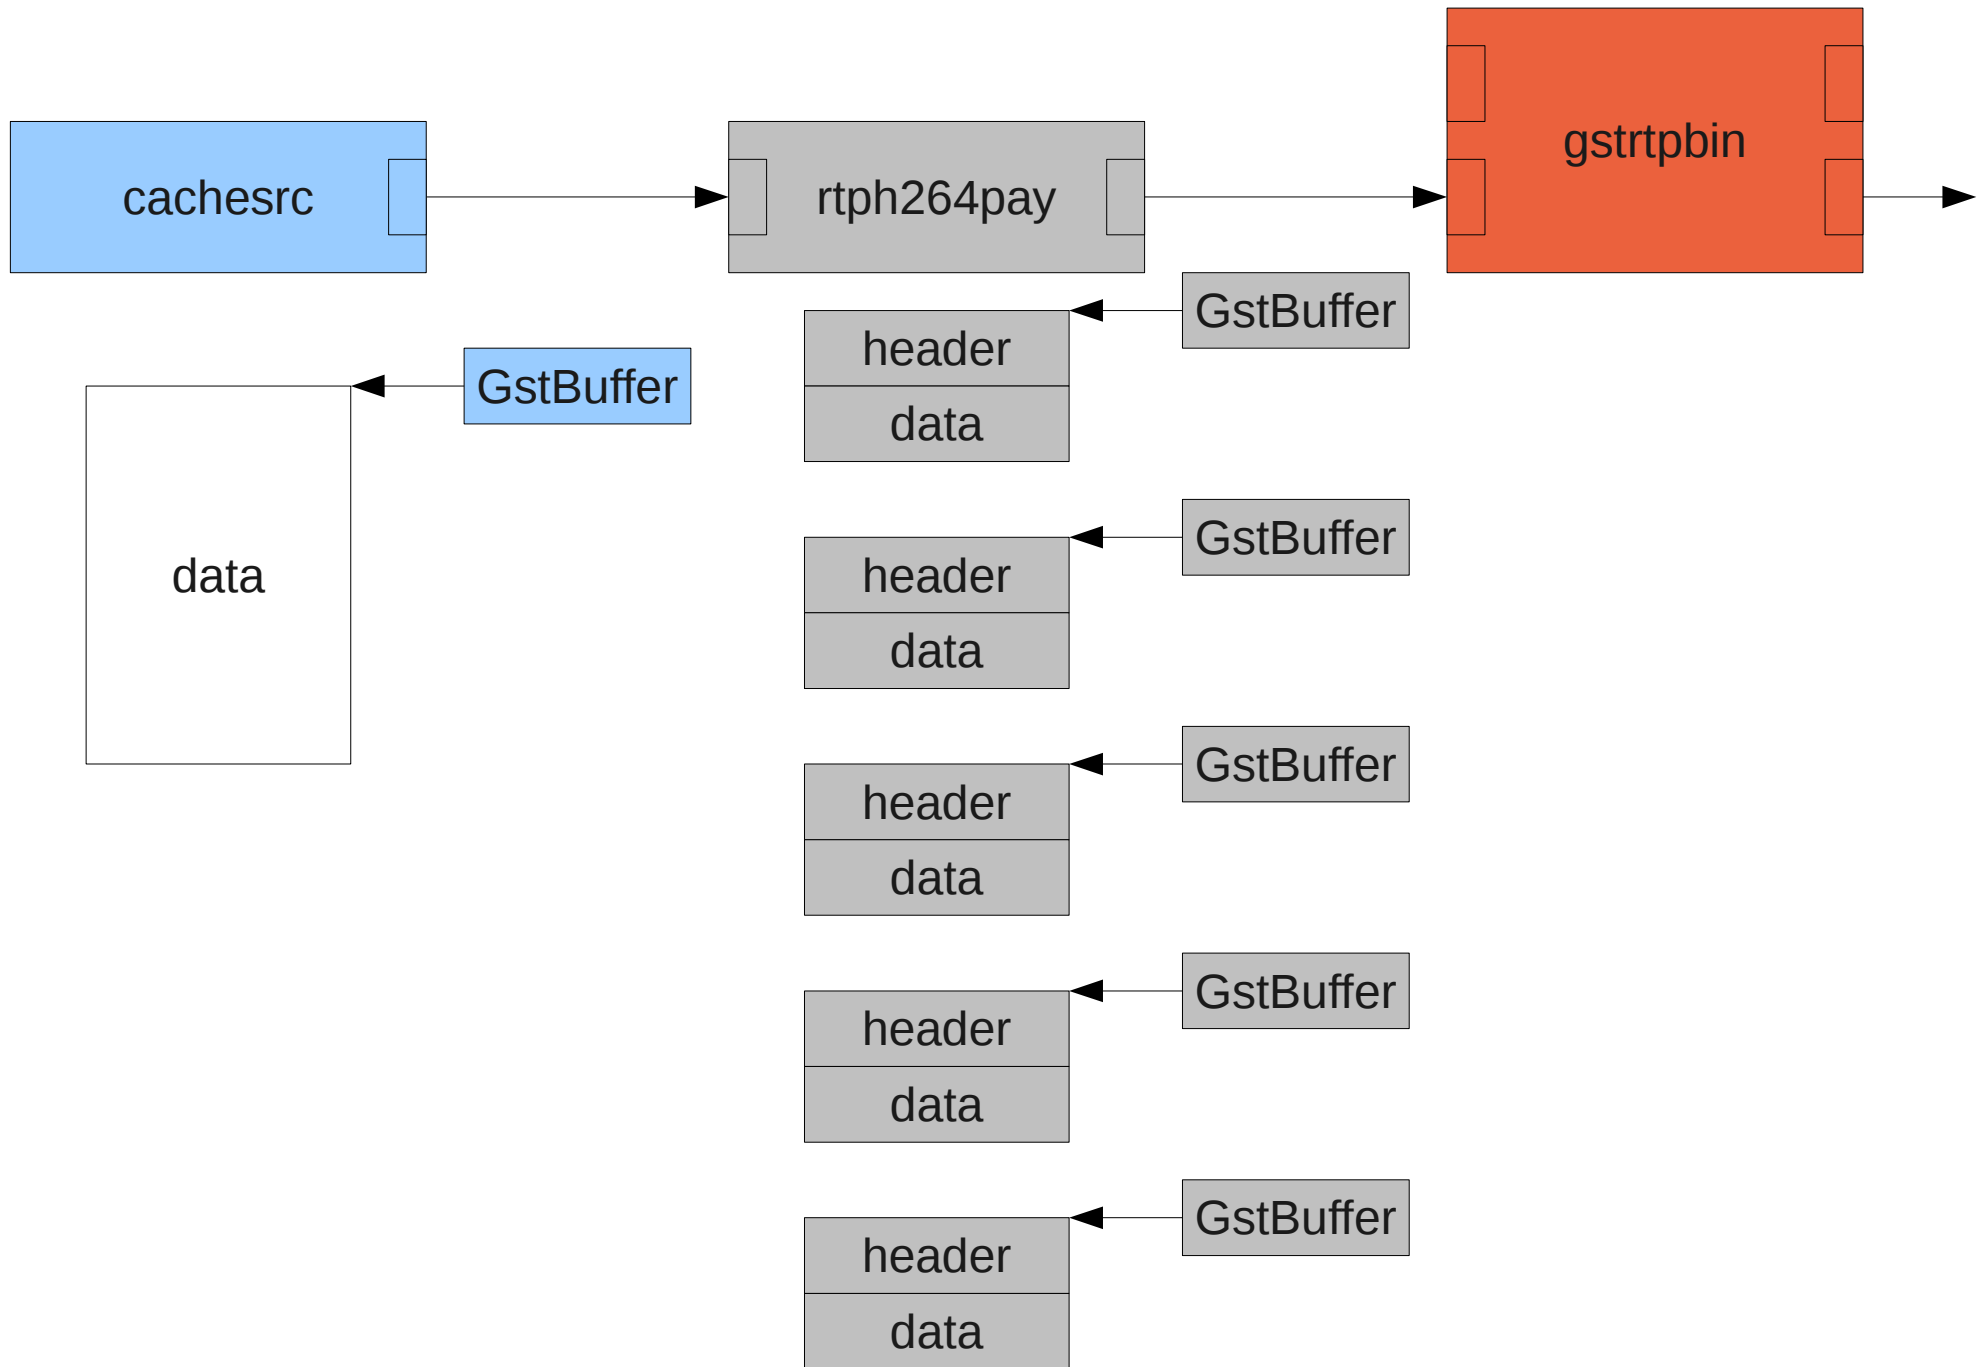 gstrtpbin
cachesrc
rtph264pay
GstBuffer
header
GstBuffer
data
GstBuffer
header
data
data
GstBuffer
header
data
GstBuffer
header
data
GstBuffer
header
data